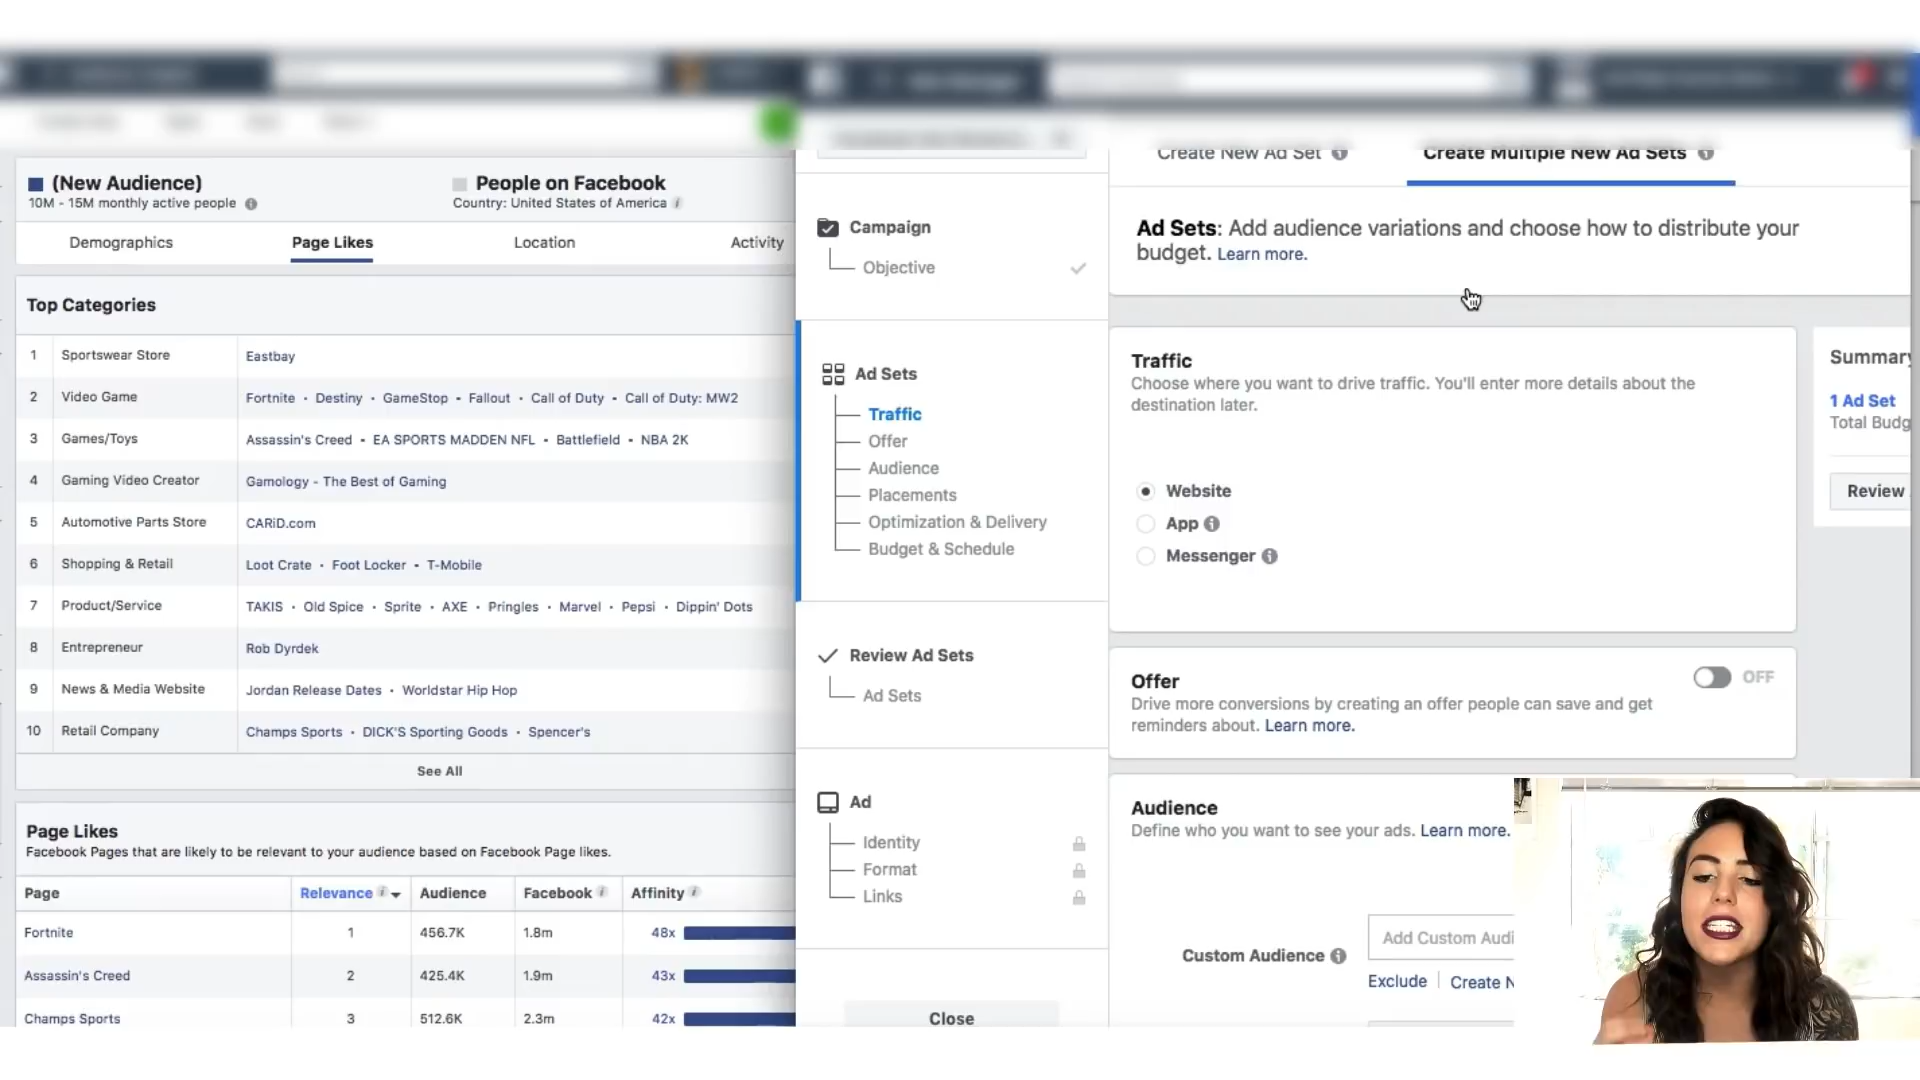 (New Audience)
10M - 15M monthly active people
People on Facebook
Country: United States of America
Demographics
Page Likes
Location
Activity
Top Categories
1 Sportswear Store Eastbay
2 Video Game Fortnite • Destiny • GameStop • Fallout • Call of Duty • Call of Duty: MW2
3 Games/Toys Assassin's Creed • EA SPORTS MADDEN NFL • Battlefield • NBA 2K
4 Gaming Video Creator Gamology - The Best of Gaming
5 Automotive Parts Store CARiD.com
6 Shopping & Retail Loot Crate • Foot Locker • T-Mobile
7 Product/Service TAKIS • Old Spice • Sprite • AXE • Pringles • Marvel • Pepsi • Dippin' Dots
8 Entrepreneur Rob Dyrdek
9 News & Media Website Jordan Release Dates • Worldstar Hip Hop
10 Retail Company Champs Sports • DICK'S Sporting Goods • Spencer's
See All
Page Likes
Facebook Pages that are likely to be relevant to your audience based on Facebook Page likes.
Page Relevance Audience Facebook Affinity
Fortnite 1 456.7K 1.8m 48x
Assassin's Creed 2 425.4K 1.9m 43x
Champs Sports 3 512.6K 2.3m 42x
Campaign
Objective
Ad Sets
Traffic
Offer
Audience
Placements
Optimization & Delivery
Budget & Schedule
Review Ad Sets
Ad Sets
Ad
Identity
Format
Links
Close
Create New Ad Set
Create Multiple New Ad Sets
Ad Sets: Add audience variations and choose how to distribute your
budget. Learn more.
Traffic
Choose where you want to drive traffic. You'll enter more details about the
destination later.
Website
App
Messenger
Offer
OFF
Drive more conversions by creating an offer people can save and get
reminders about. Learn more.
Audience
Define who you want to see your ads. Learn more.
Custom Audience
Add Custom Audi
Exclude
Create N
Summary
1 Ad Set
Total Budg
Review